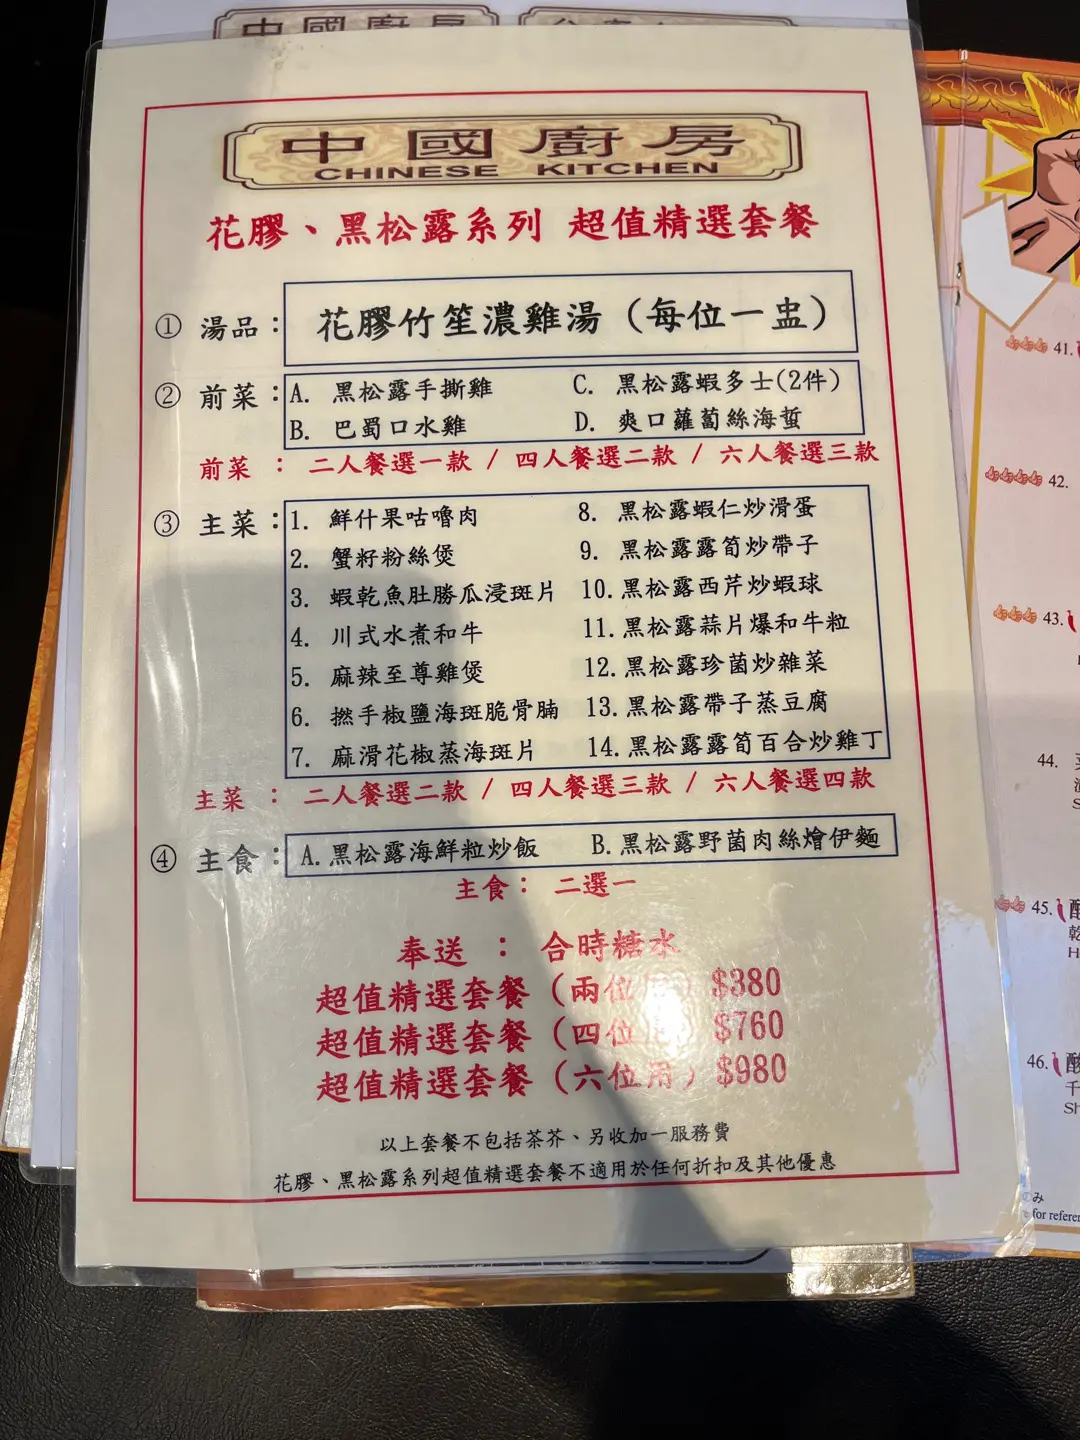 中國廚房
中國廚房
CHINESE KITCHEN
花膠、黑松露系列 超值精選套餐
① 湯品： 花膠竹笙濃雞湯（每位一盅）
② 前菜： A. 黑松露手撕雞 C. 黑松露蝦多士(2件)
B. 巴蜀口水雞 D. 爽口蘿蔔絲海蜇
前菜 ： 二人餐選一款 / 四人餐選二款 / 六人餐選三款
③ 主菜： 1. 鮮什果咕嚕肉 8. 黑松露蝦仁炒滑蛋
2. 蟹籽粉絲煲 9. 黑松露露筍炒帶子
3. 蝦乾魚肚勝瓜浸斑片 10. 黑松露西芹炒蝦球
4. 川式水煮和牛 11. 黑松露蒜片爆和牛粒
5. 麻辣至尊雞煲 12. 黑松露珍菌炒雜菜
6. 撚手椒鹽海斑脆骨腩 13. 黑松露帶子蒸豆腐
7. 麻滑花椒蒸海斑片 14. 黑松露露筍百合炒雞丁
主菜 ： 二人餐選二款 / 四人餐選三款 / 六人餐選四款
④ 主食： A. 黑松露海鮮粒炒飯 B. 黑松露野菌肉絲燴伊麵
主食： 二選一
奉送 ： 合時糖水
超值精選套餐（兩位用）$380
超值精選套餐（四位用）$760
超值精選套餐（六位用）$980
以上套餐不包括茶芥、另收加一服務費
花膠、黑松露系列超值精選套餐不適用於任何折扣及其他優惠
41.
42.
43.
44.
45.
46.
for refere